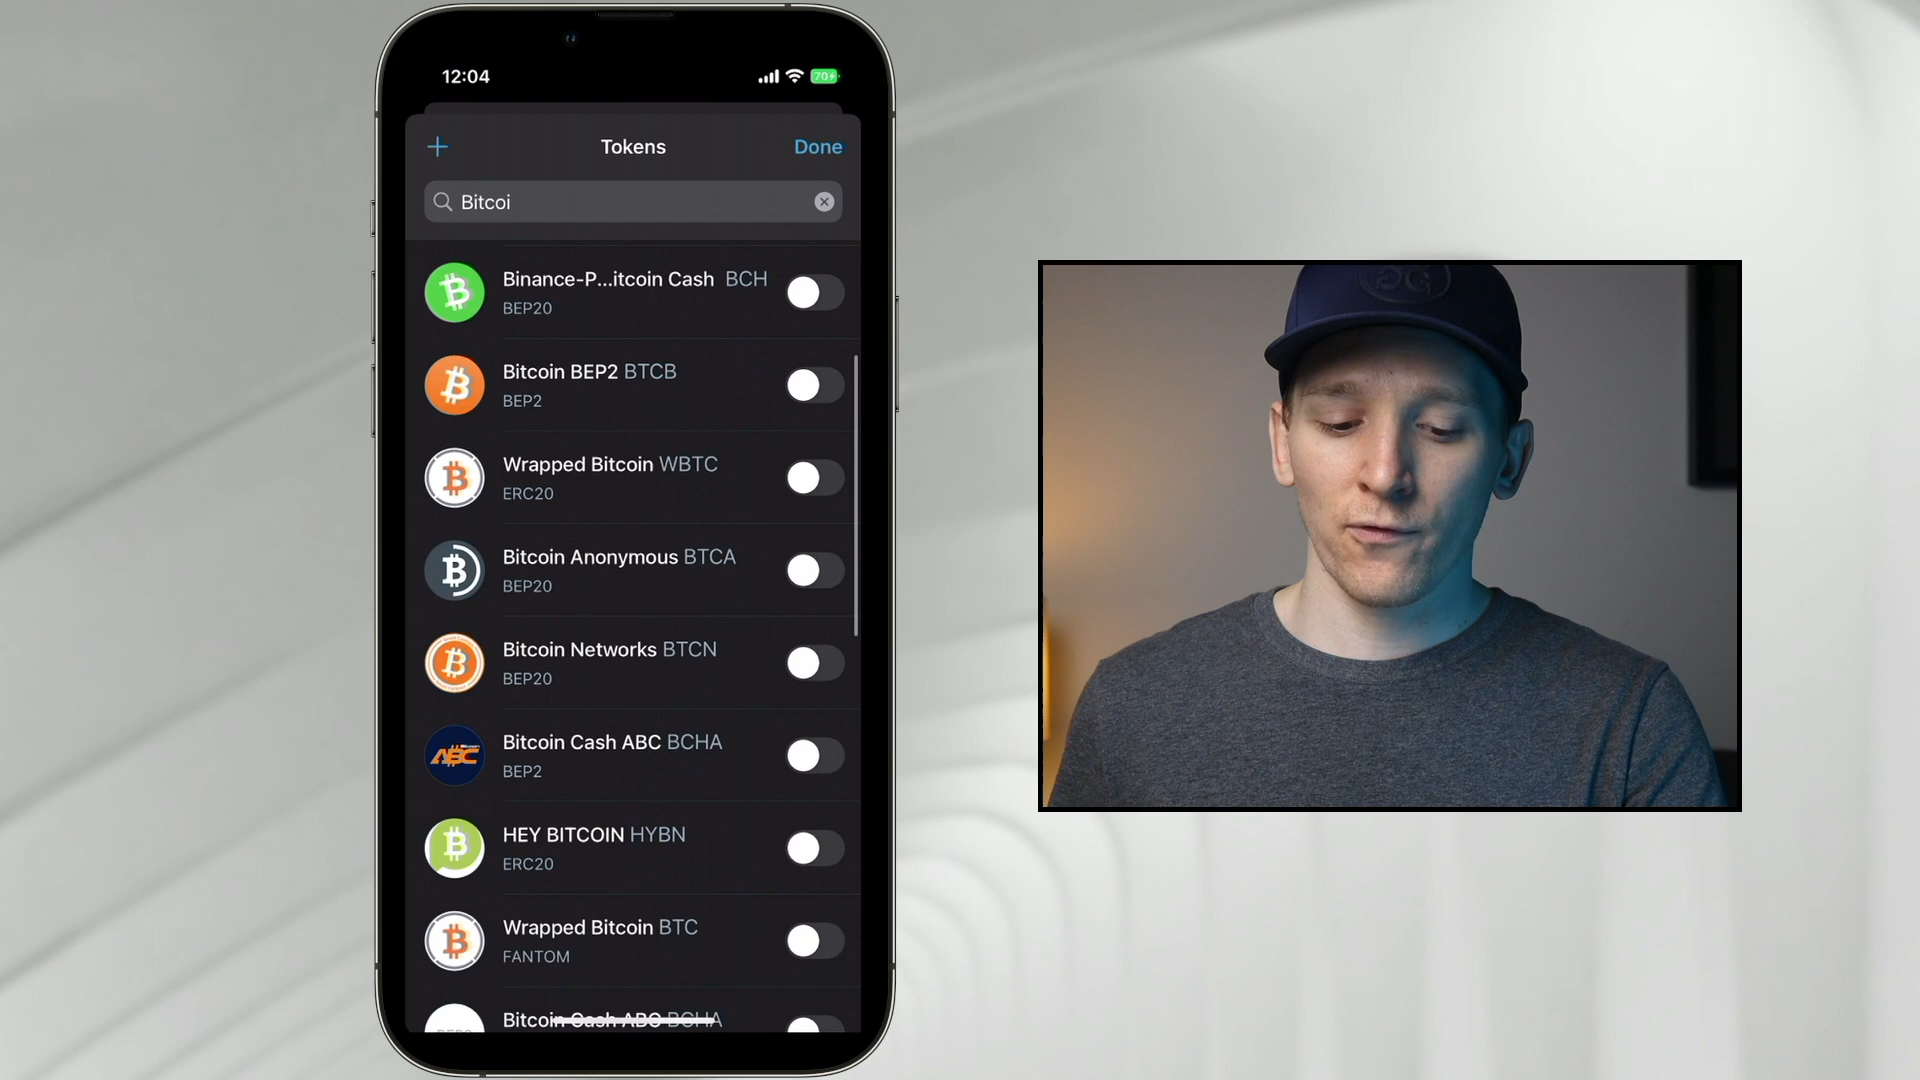 12:04
70
Tokens
Done
Bitcoi
Binance-P...itcoin Cash BCH
BEP20
Bitcoin BEP2 BTCB
BEP2
Wrapped Bitcoin WBTC
ERC20
Bitcoin Anonymous BTCA
BEP20
Bitcoin Networks BTCN
BEP20
ABC
Bitcoin Cash ABC BCHA
BEP2
HEY BITCOIN HYBN
ERC20
Wrapped Bitcoin BTC
FANTOM
Bitcoin Cash ABC BCHA